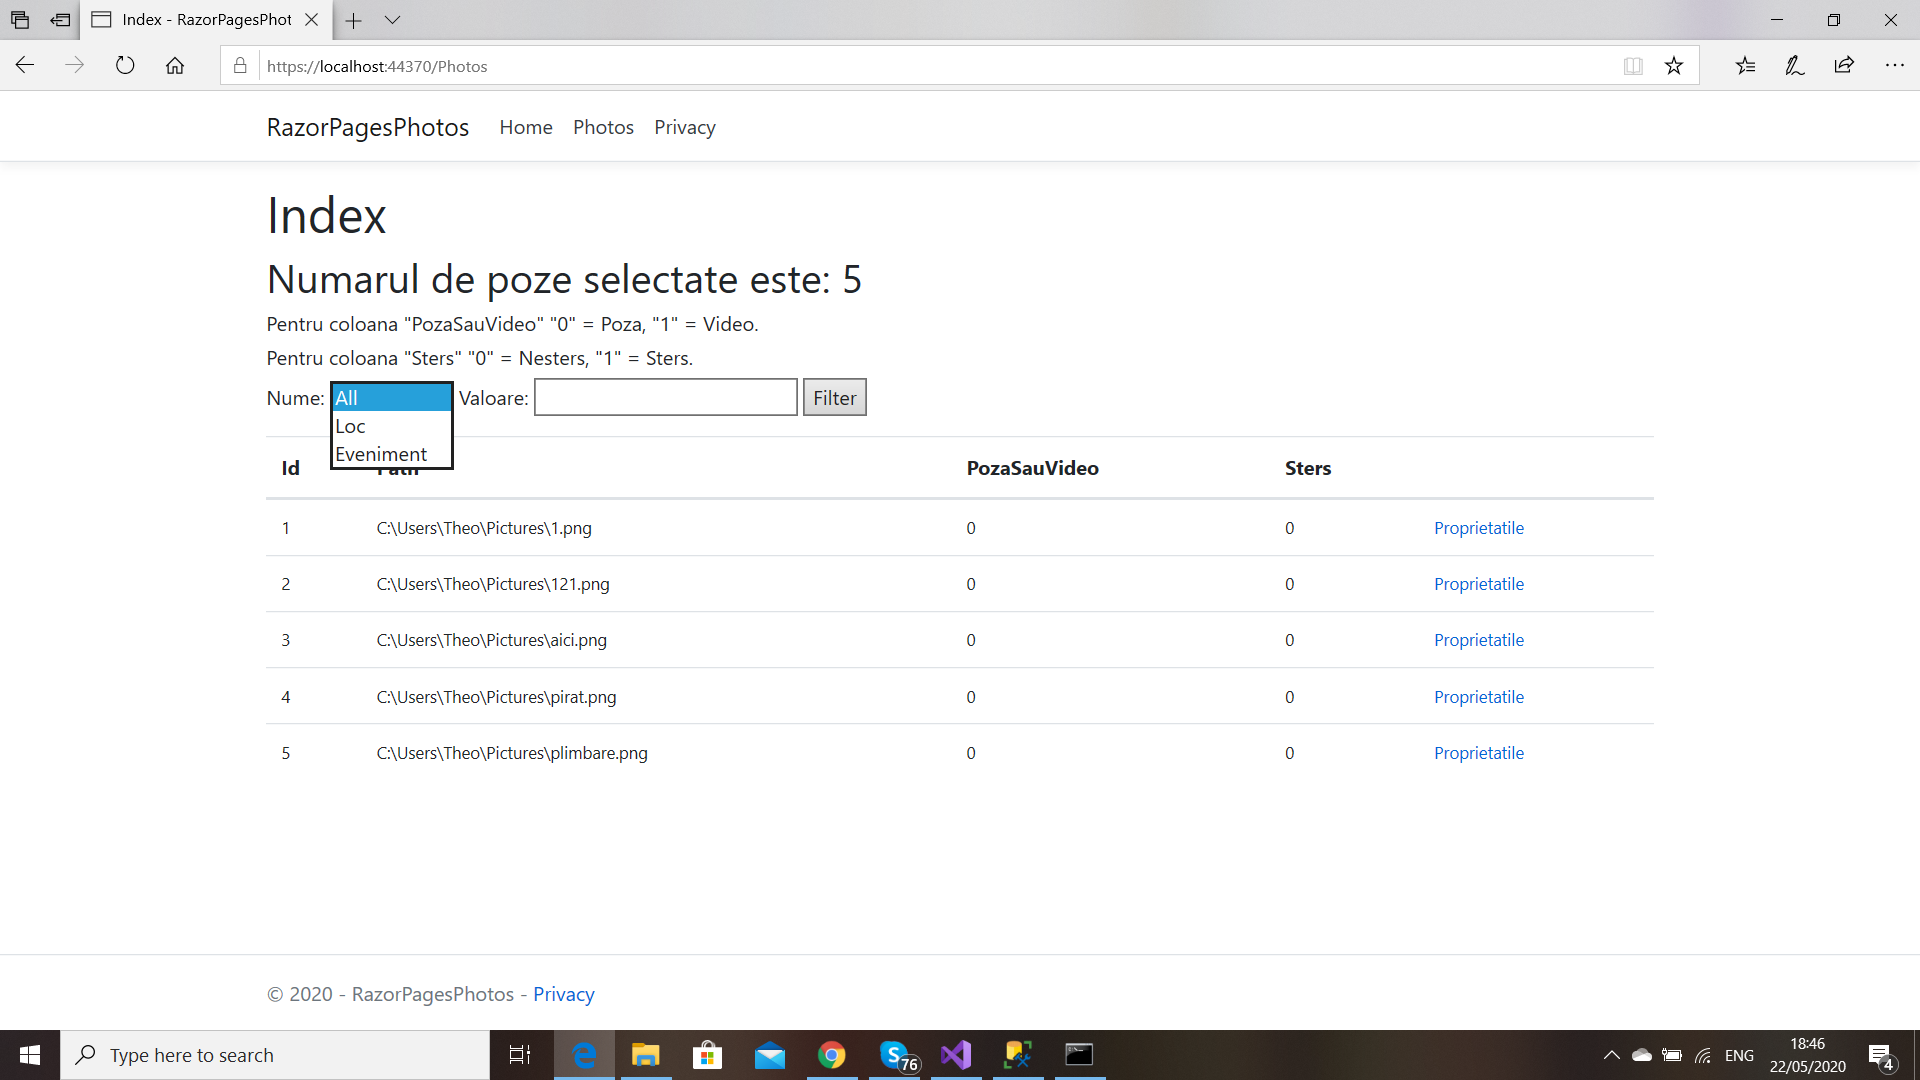 Index - RazorPagesPhot
https://localhost:44370/Photos
RazorPagesPhotos Home Photos Privacy
Index
Numarul de poze selectate este: 5
Pentru coloana "PozaSauVideo" "0" = Poza, "1" = Video.
Pentru coloana "Sters" "0" = Nesters, "1" = Sters.
Nume: All Valoare: Filter
Loc
Eveniment
Id Path PozaSauVideo Sters
1 C:\Users\Theo\Pictures\1.png 0 0 Proprietatile
2 C:\Users\Theo\Pictures\121.png 0 0 Proprietatile
3 C:\Users\Theo\Pictures\aici.png 0 0 Proprietatile
4 C:\Users\Theo\Pictures\pirat.png 0 0 Proprietatile
5 C:\Users\Theo\Pictures\plimbare.png 0 0 Proprietatile
© 2020 - RazorPagesPhotos - Privacy
Type here to search
76
ENG
18:46
22/05/2020
4